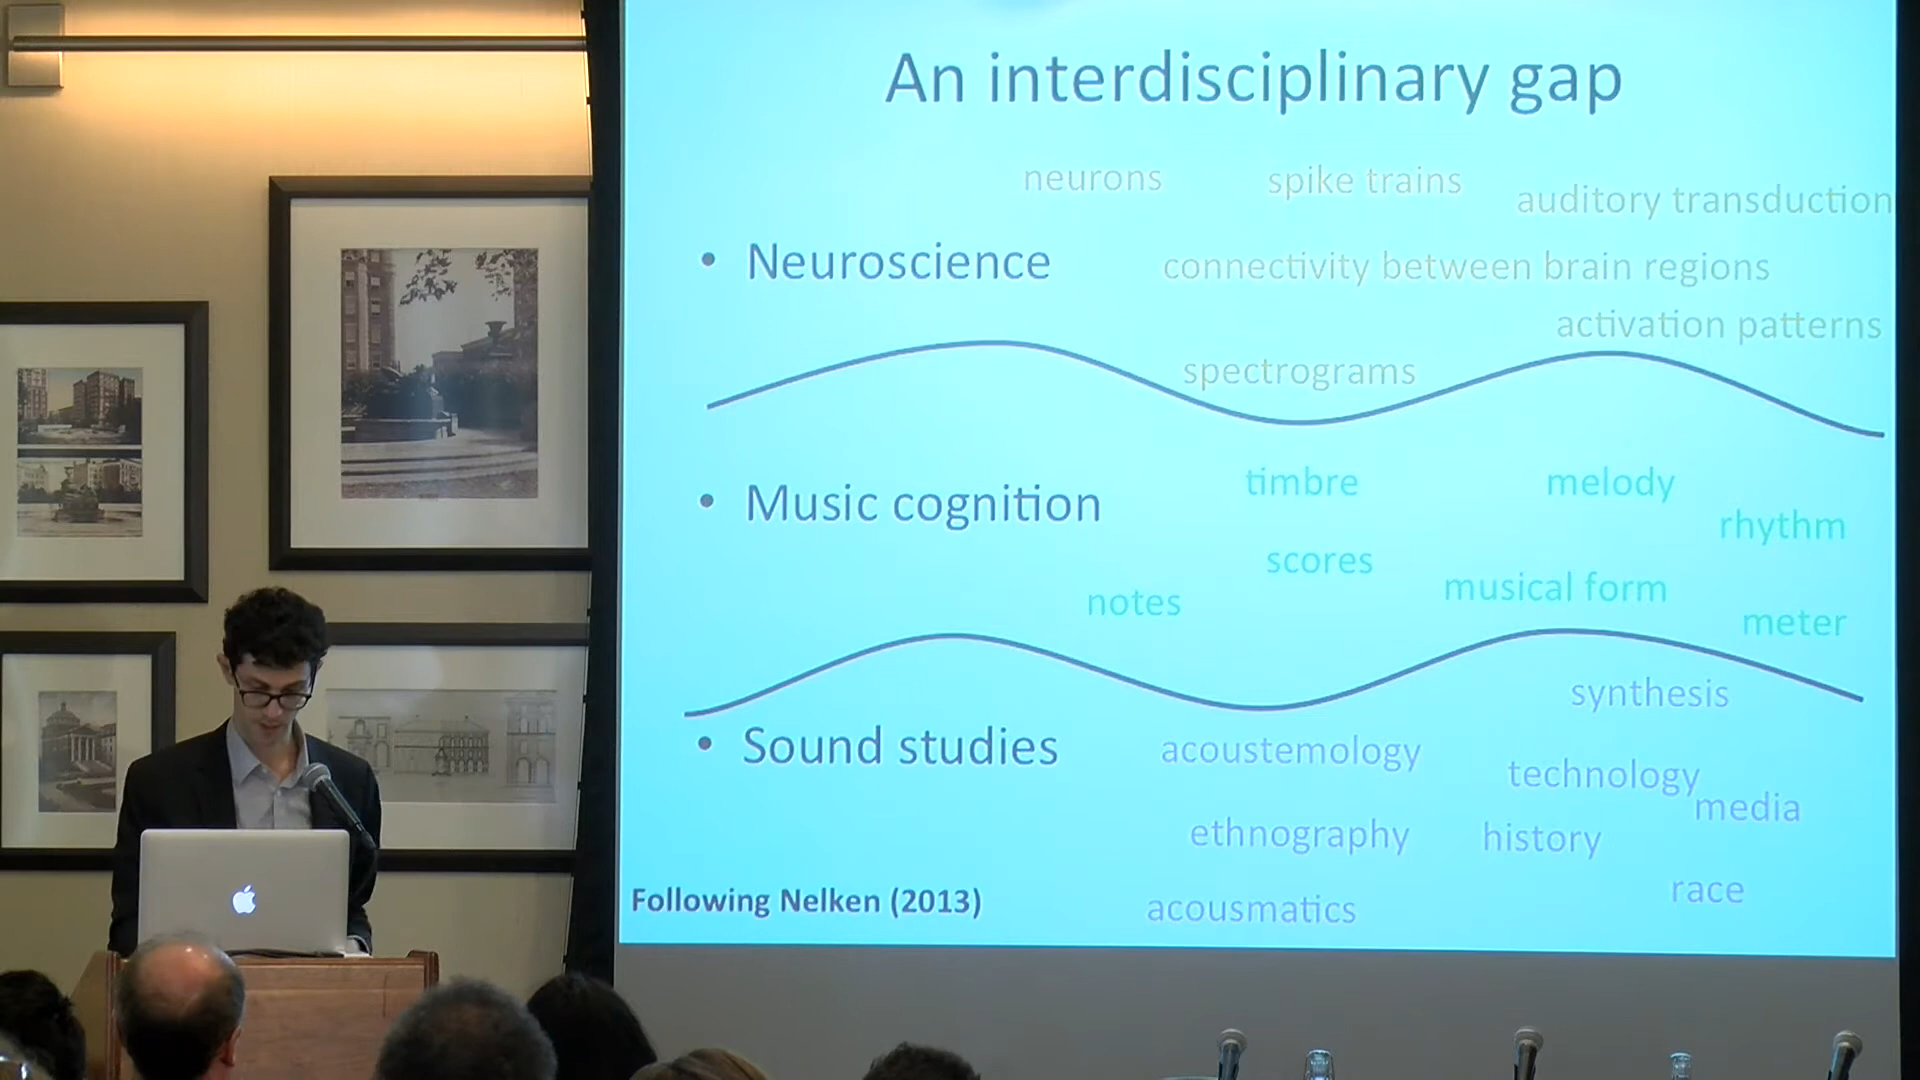 An interdisciplinary gap
neurons
spike trains
auditory transduction
• Neuroscience
connectivity between brain regions
activation patterns
spectrograms
• Music cognition
timbre
melody
rhythm
scores
musical form
notes
meter
synthesis
• Sound studies
acoustemology
technology
media
ethnography
history
race
Following Nelken (2013)
acousmatics